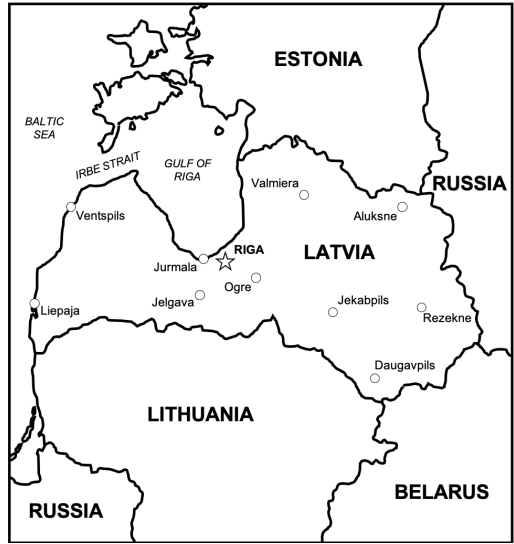 ESTONIA
BALTIC
SEA
IRBE STRAIT
GULF OF
RIGA
RUSSIA
Valmiera
Aluksne
Ventspils
RIGA
LATVIA
Jurmala
Ogre
Jelgava
Liepaja
Jekabpils
Rezekne
Daugavpils
LITHUANIA
BELARUS
RUSSIA